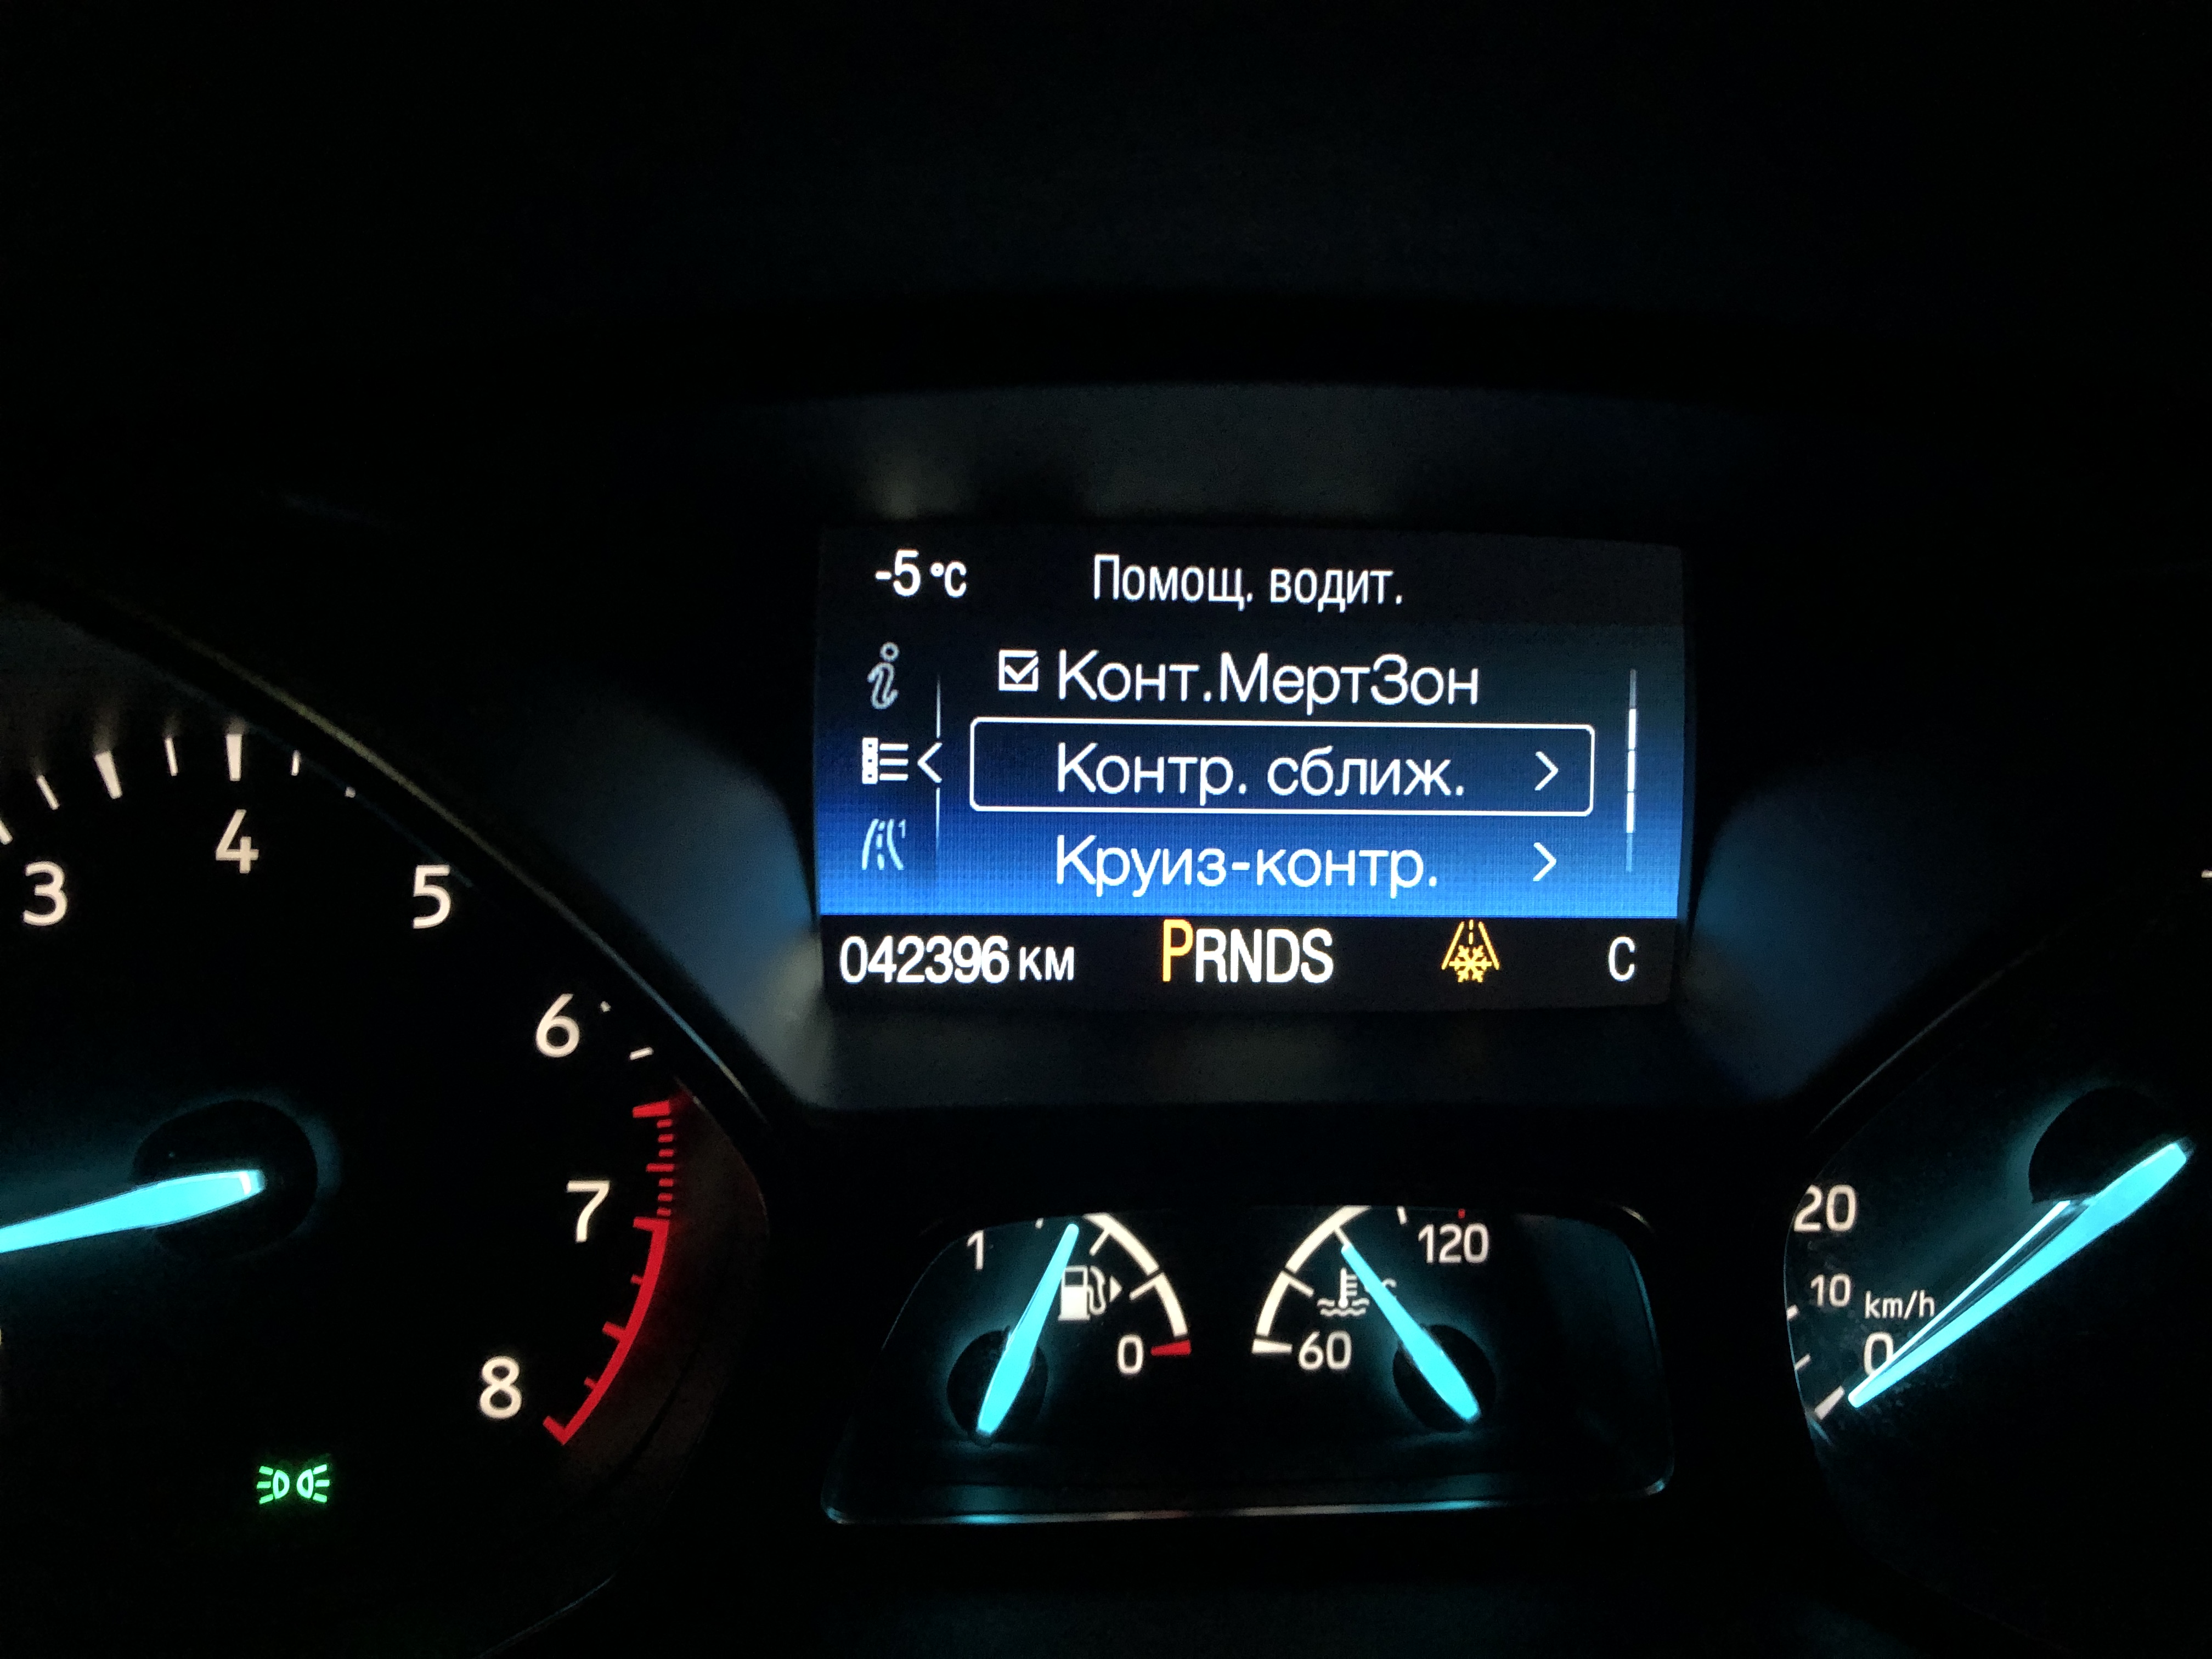 -5 °C Помощ. водит.
Конт.МертЗон
Контр. сближ.
1
Круиз-контр.
042396 км PRNDS C
3
4
5
6
7
8
1
0
60
120
20
10 km/h
0